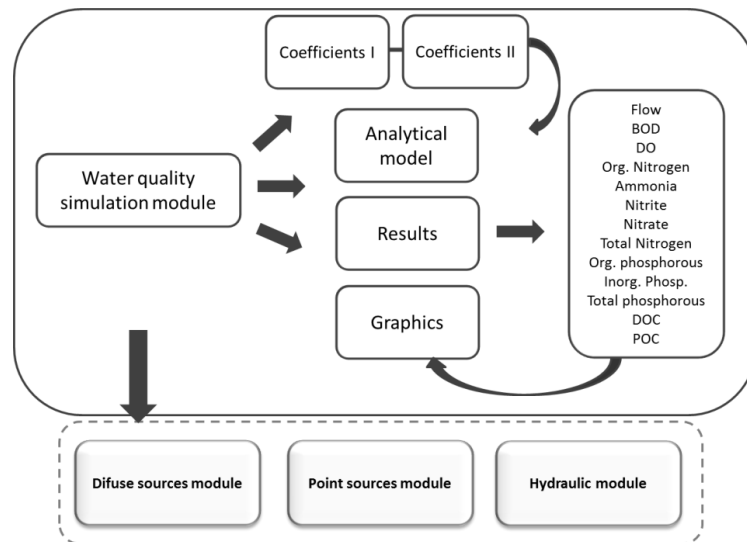 Coefficients I
Coefficients II
Analytical
model
Water quality
simulation module
Results
Graphics
Flow
BOD
DO
Org. Nitrogen
Ammonia
Nitrite
Nitrate
Total Nitrogen
Org. phosphorous
Inorg. Phosp.
Total phosphorous
DOC
POC
Difuse sources module
Point sources module
Hydraulic module